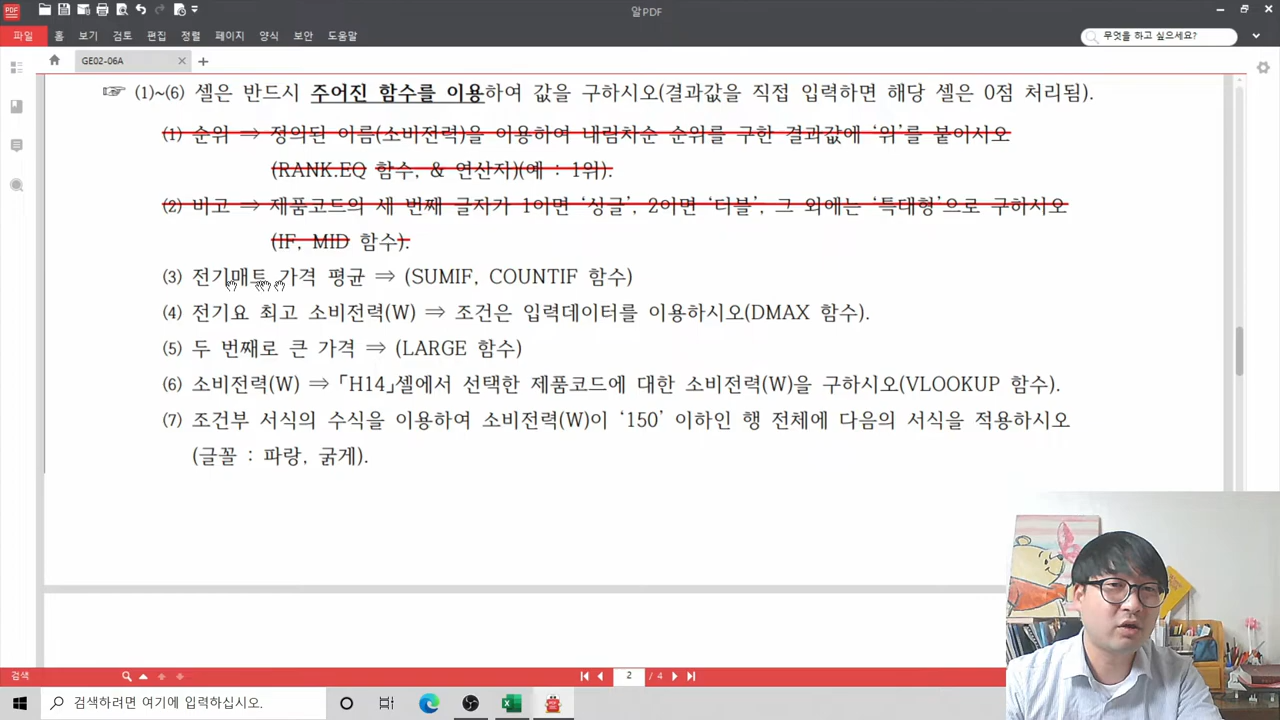 알PDF
파일 홈 보기 검토 편집 정렬 페이지 양식 보안 도움말 무엇을 하고 싶으세요?
GE02-06A
☞ (1)~(6) 셀은 반드시 주어진 함수를 이용하여 값을 구하시오(결과값을 직접 입력하면 해당 셀은 0점 처리됨).
(1) 순위 ⇒ 정의된 이름(소비전력)을 이용하여 내림차순 순위를 구한 결과값에 ‘위’를 붙이시오
(RANK.EQ 함수, & 연산자)(예 : 1위).
(2) 비고 ⇒ 제품코드의 세 번째 글자가 1이면 ‘싱글’, 2이면 ‘더블’, 그 외에는 ‘특대형’으로 구하시오
(IF, MID 함수).
(3) 전기매트 가격 평균 ⇒ (SUMIF, COUNTIF 함수)
(4) 전기요 최고 소비전력(W) ⇒ 조건은 입력데이터를 이용하시오(DMAX 함수).
(5) 두 번째로 큰 가격 ⇒ (LARGE 함수)
(6) 소비전력(W) ⇒ 「H14」셀에서 선택한 제품코드에 대한 소비전력(W)을 구하시오(VLOOKUP 함수).
(7) 조건부 서식의 수식을 이용하여 소비전력(W)이 ‘150’ 이하인 행 전체에 다음의 서식을 적용하시오
(글꼴 : 파랑, 굵게).
검색 2 / 4
검색하려면 여기에 입력하십시오.